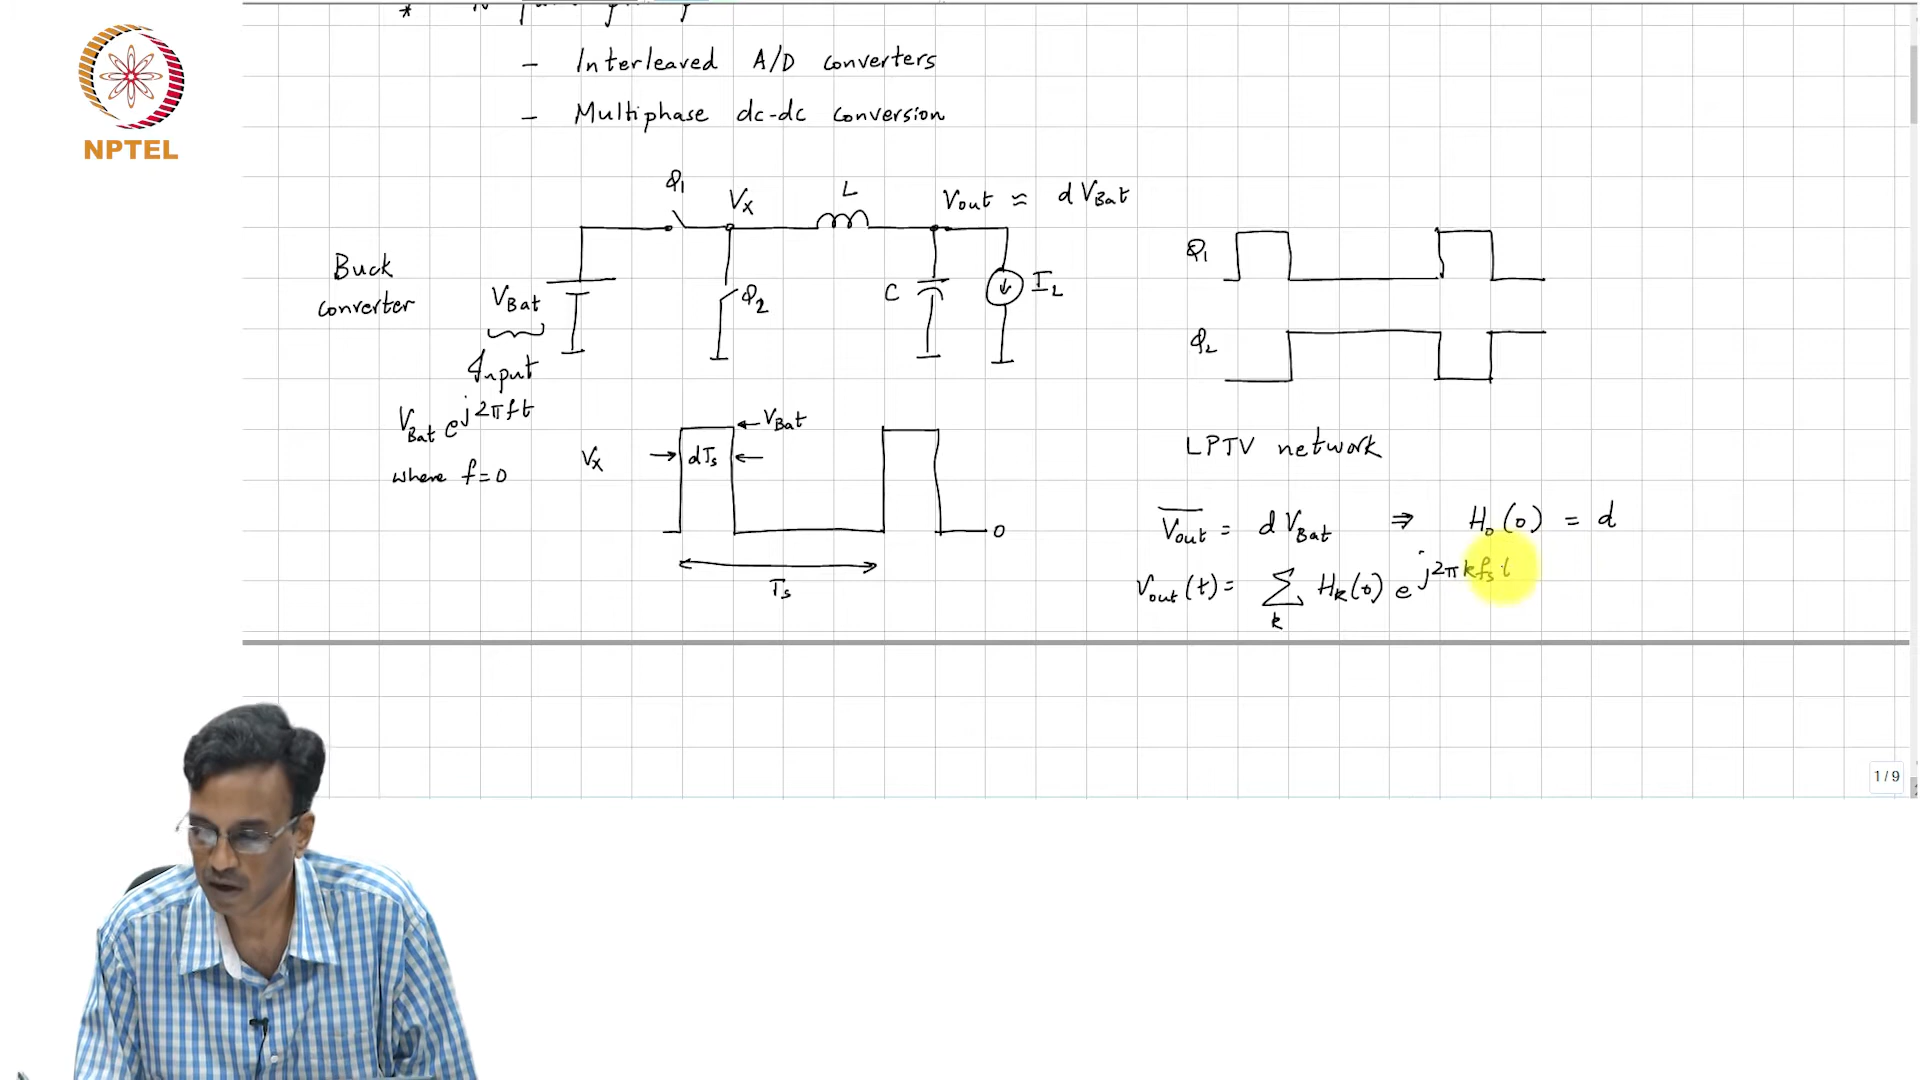 - Interleaved A/D converters
- Multiphase dc-dc conversion
NPTEL
Φ1
Vx
L
Vout ≈ d VBat
Buck converter
VBat
Φ2
C
IL
Input
VBat e^j2πft
where f=0
Φ1
Φ2
Vx
dTs
VBat
0
Ts
LPTV network
Vout = d VBat ⇒ H0(0) = d
Vout(t) = Σk Hk(0) e^j2πkfst
1 / 9